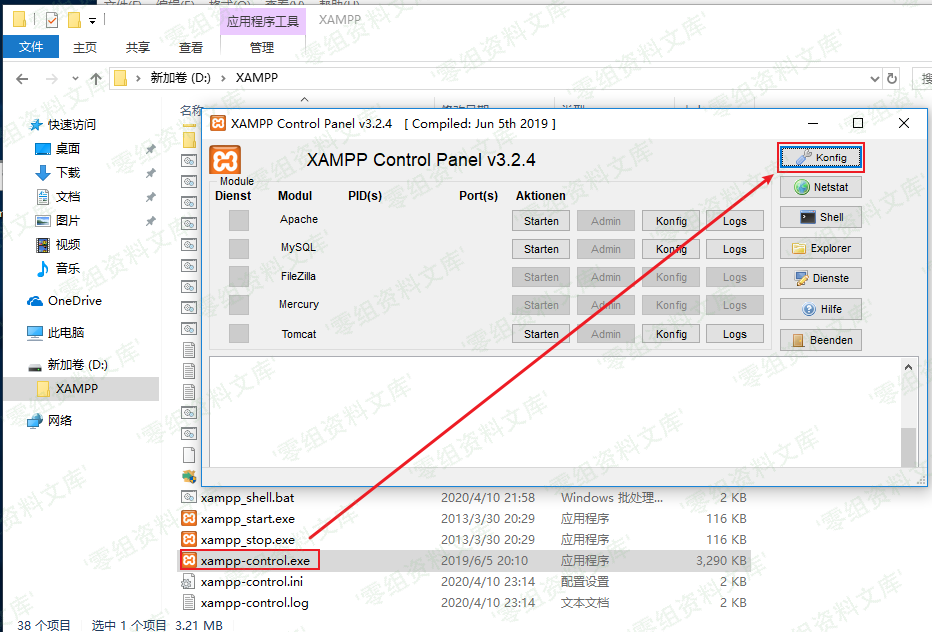 应用程序工具 XAMPP
文件 主页 共享 查看 管理
新加卷 (D:) XAMPP
名称
快速访问
桌面
下载
文档
图片
视频
音乐
OneDrive
此电脑
新加卷 (D:)
XAMPP
网络
XAMPP Control Panel v3.2.4 [ Compiled: Jun 5th 2019 ]
XAMPP Control Panel v3.2.4
Konfig
Module
Dienst Modul PID(s) Port(s) Aktionen
Netstat
Apache Starten Admin Konfig Logs
Shell
MySQL Starten Admin Konfig Logs
Explorer
FileZilla Starten Admin Konfig Logs
Dienste
Mercury Starten Admin Konfig Logs
Hilfe
Tomcat Starten Admin Konfig Logs
Beenden
xampp_shell.bat 2020/4/10 21:58 Windows 批处理... 2 KB
xampp_start.exe 2013/3/30 20:29 应用程序 116 KB
xampp_stop.exe 2013/3/30 20:29 应用程序 116 KB
xampp-control.exe 2019/6/5 20:10 应用程序 3,290 KB
xampp-control.ini 2020/4/10 23:14 配置设置 2 KB
xampp-control.log 2020/4/10 23:14 文本文档 2 KB
38 个项目 选中 1 个项目 3.21 MB
零组资料文库